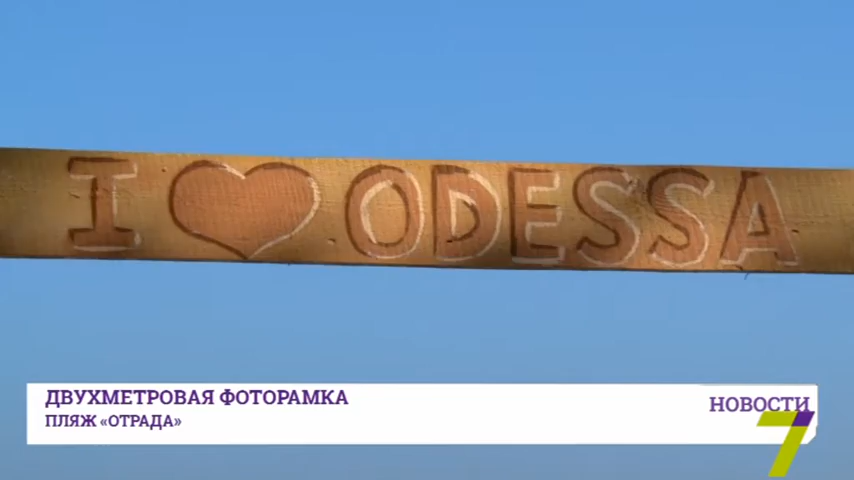 I ❤ ODESSA
ДВУХМЕТРОВАЯ ФОТОРАМКА
ПЛЯЖ «ОТРАДА»
НОВОСТИ
7